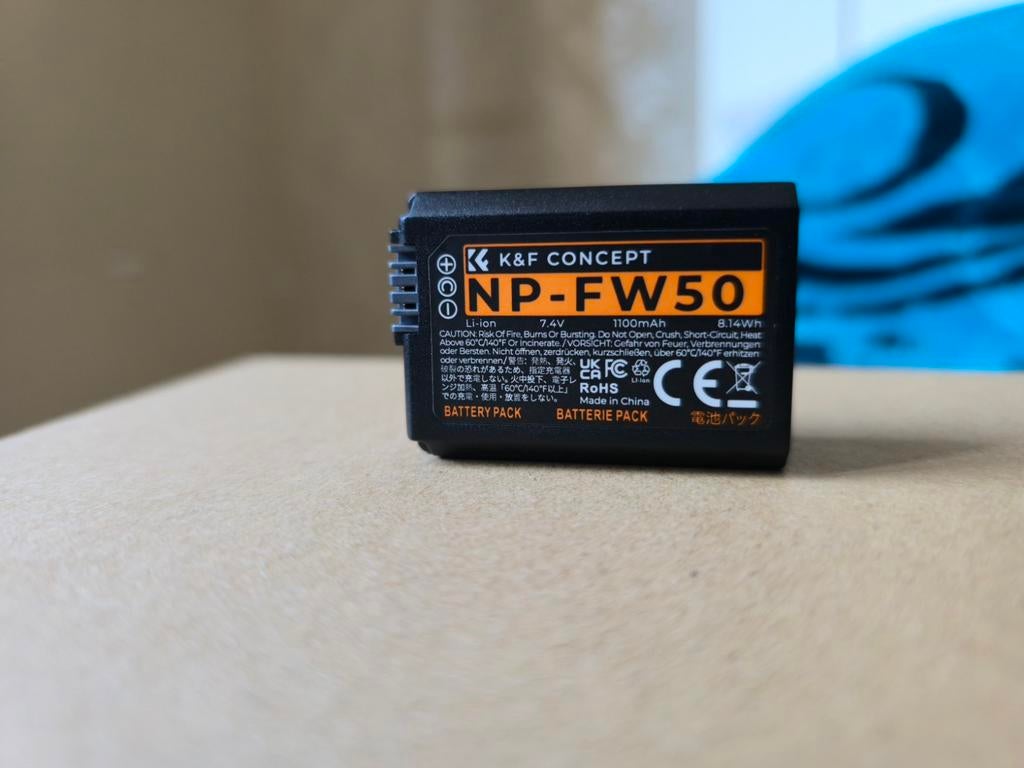 K&F CONCEPT
NP-FW50
Li-ion 7.4V 1100mAh 8.14Wh
CAUTION: Risk Of Fire, Burns Or Bursting. Do Not Open, Crush, Short-Circuit, Heat
Above 60°C/140°F Or Incinerate. / VORSICHT: Gefahr von Feuer, Verbrennungen
oder Bersten. Nicht öffnen, zerdrücken, kurzschließen, über 60°C/140°F erhitzen
oder verbrennen/ 警告: 発熱、発火、
破裂の恐れがあるため、指定充電器
以外で充電しない。火中投下、電子レ
ンジ加熱、高温「60°C/140°F以上」
での充電・使用・放置をしない。
UK
CA FC Li-ion
RoHS
Made in China
CE
BATTERY PACK BATTERIE PACK 電池パック
+
C
-